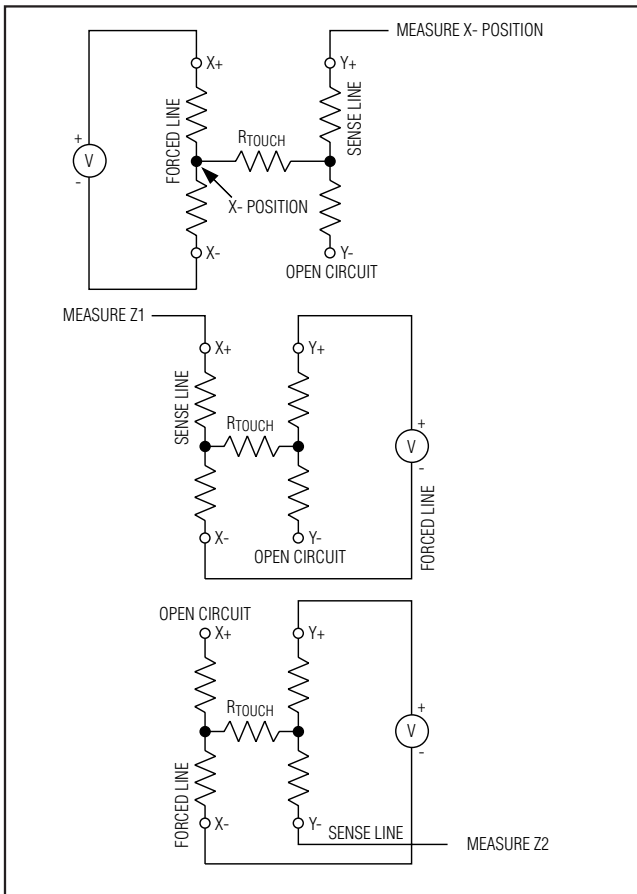 MEASURE X- POSITION
X+
Y+
FORCED LINE
SENSE LINE
RTOUCH
+
V
-
X- POSITION
X-
Y-
OPEN CIRCUIT
MEASURE Z1
X+
Y+
SENSE LINE
RTOUCH
+
V
-
FORCED LINE
X-
Y-
OPEN CIRCUIT
OPEN CIRCUIT
X+
Y+
RTOUCH
+
V
-
FORCED LINE
X-
Y-
SENSE LINE
MEASURE Z2